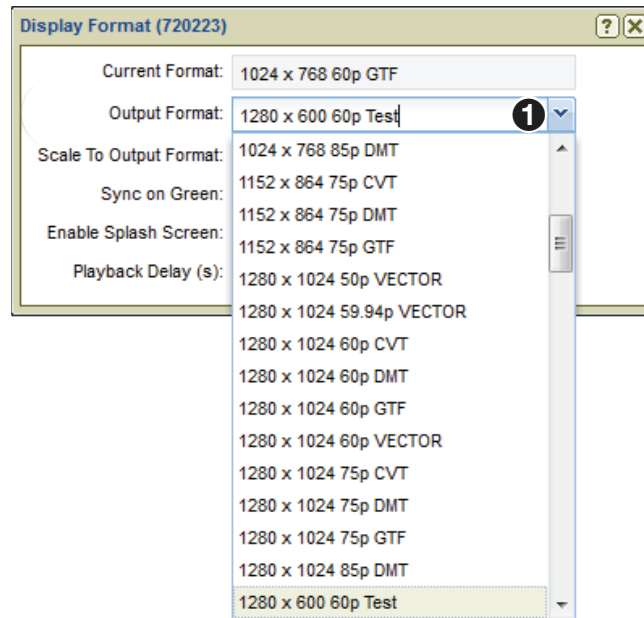 Display Format (720223) ? X
Current Format: 1024 x 768 60p GTF
Output Format: 1280 x 600 60p Test 1
Scale To Output Format:
Sync on Green:
Enable Splash Screen:
Playback Delay (s):
1024 x 768 85p DMT
1152 x 864 75p CVT
1152 x 864 75p DMT
1152 x 864 75p GTF
1280 x 1024 50p VECTOR
1280 x 1024 59.94p VECTOR
1280 x 1024 60p CVT
1280 x 1024 60p DMT
1280 x 1024 60p GTF
1280 x 1024 60p VECTOR
1280 x 1024 75p CVT
1280 x 1024 75p DMT
1280 x 1024 75p GTF
1280 x 1024 85p DMT
1280 x 600 60p Test